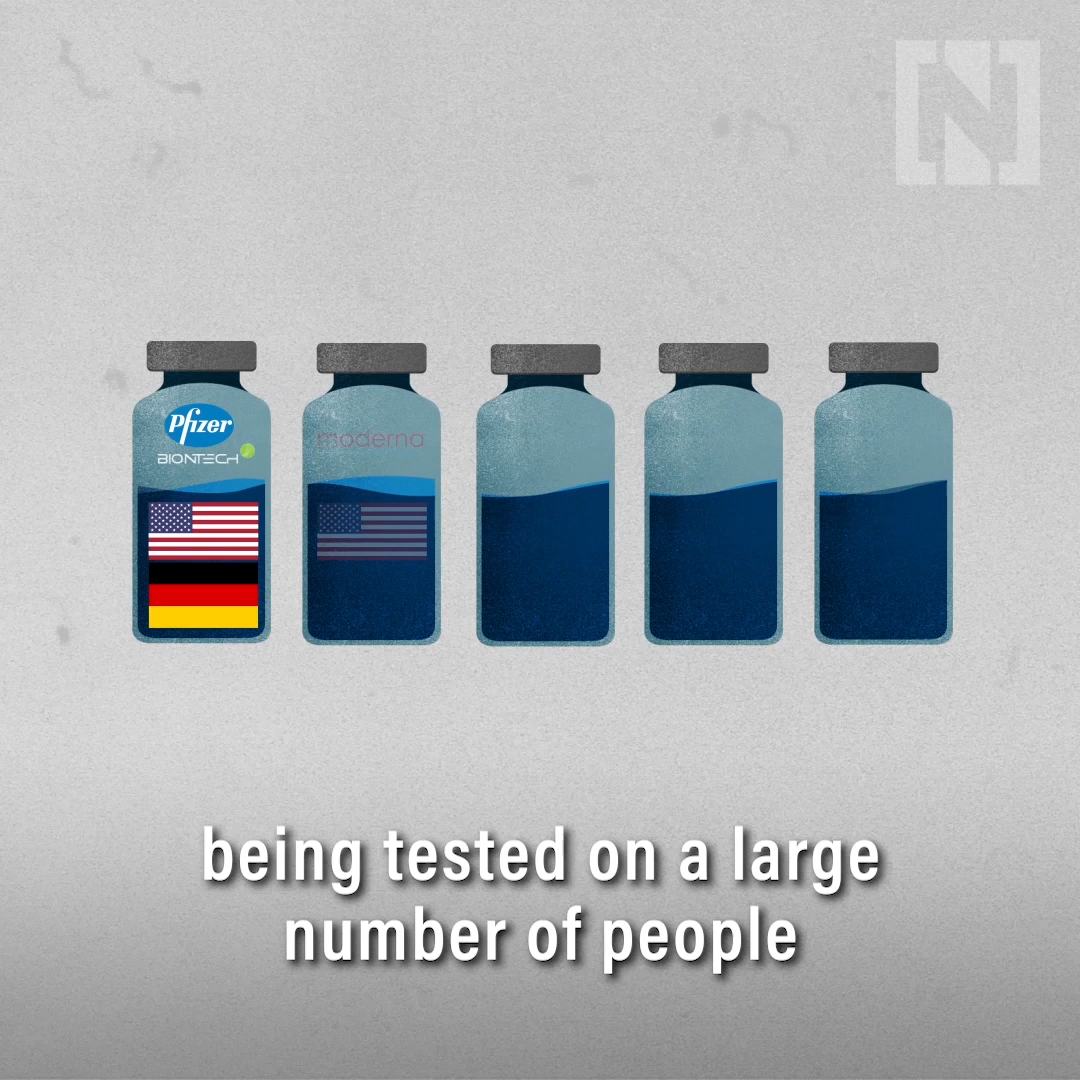 [N]
Pfizer
BIONTECH
moderna
being tested on a large
number of people